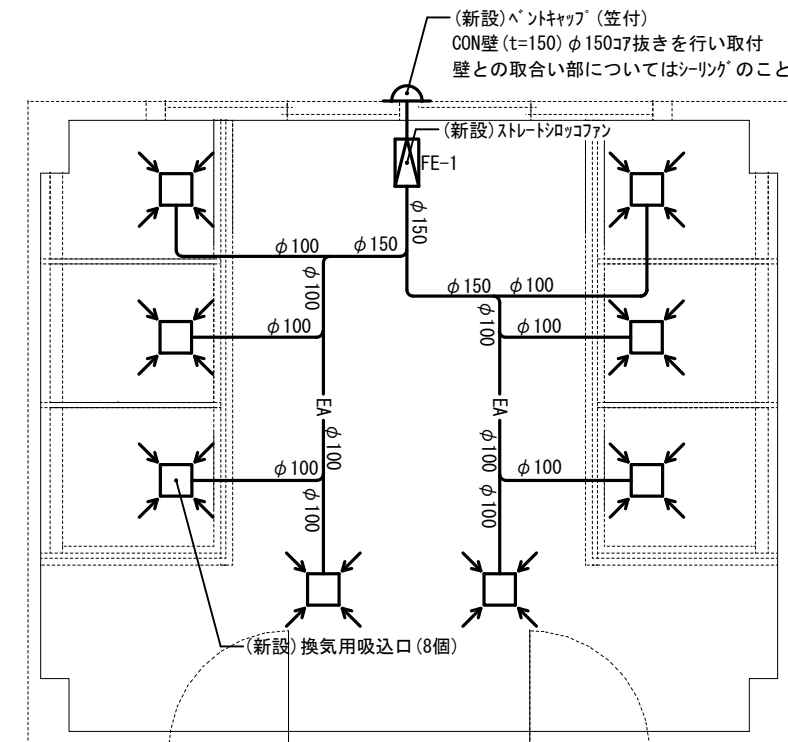 (新設)ﾍﾞﾝﾄｷｬｯﾌﾟ(笠付)
CON壁(t=150)φ150ｺｱ抜きを行い取付
壁との取合い部についてはｼｰﾘﾝｸﾞのこと
(新設)ｽﾄﾚｰﾄｼﾛｯｺﾌｧﾝ
FE-1
φ150
φ100
φ150
φ100
φ150
φ100
φ100
φ100
φ100
EA
EA
φ100
φ100
φ100
φ100
φ100
φ100
(新設)換気用吸込口(8個)